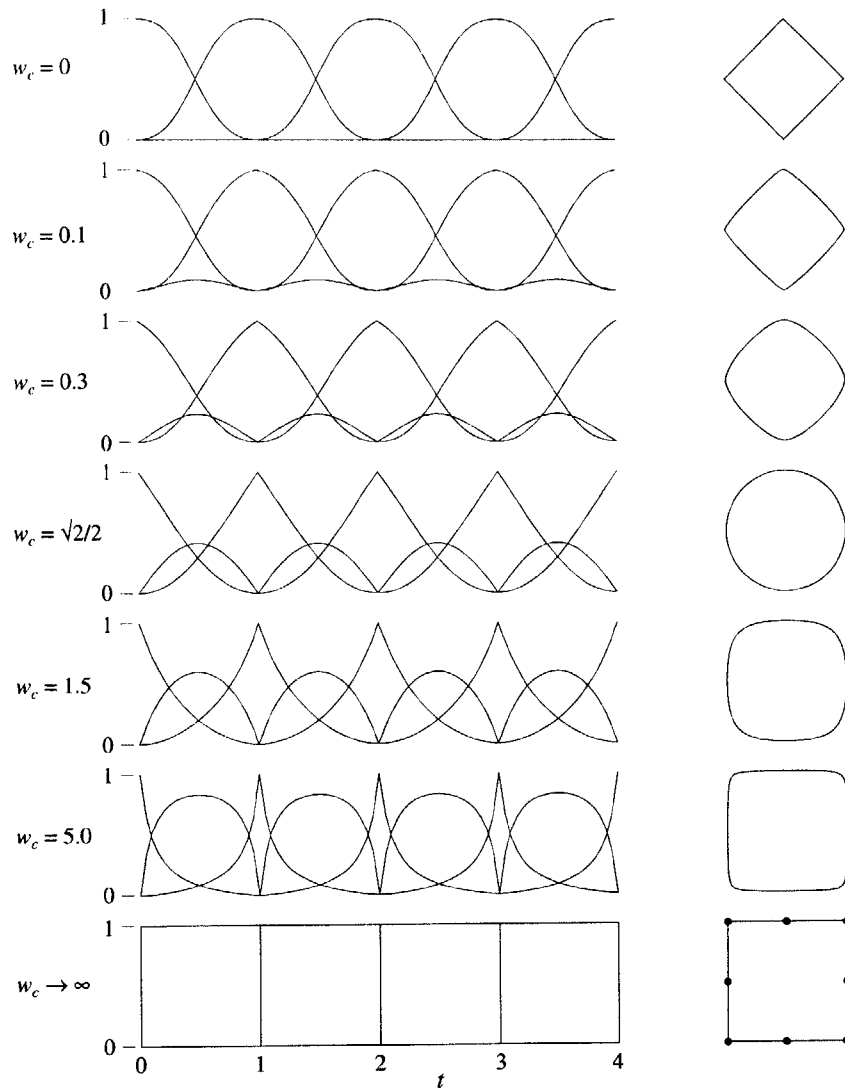 1
w_c = 0
0
1
w_c = 0.1
0
1
w_c = 0.3
0
1
w_c = √2/2
0
1
w_c = 1.5
0
1
w_c = 5.0
0
1
w_c → ∞
0
0 1 2 3 4
t